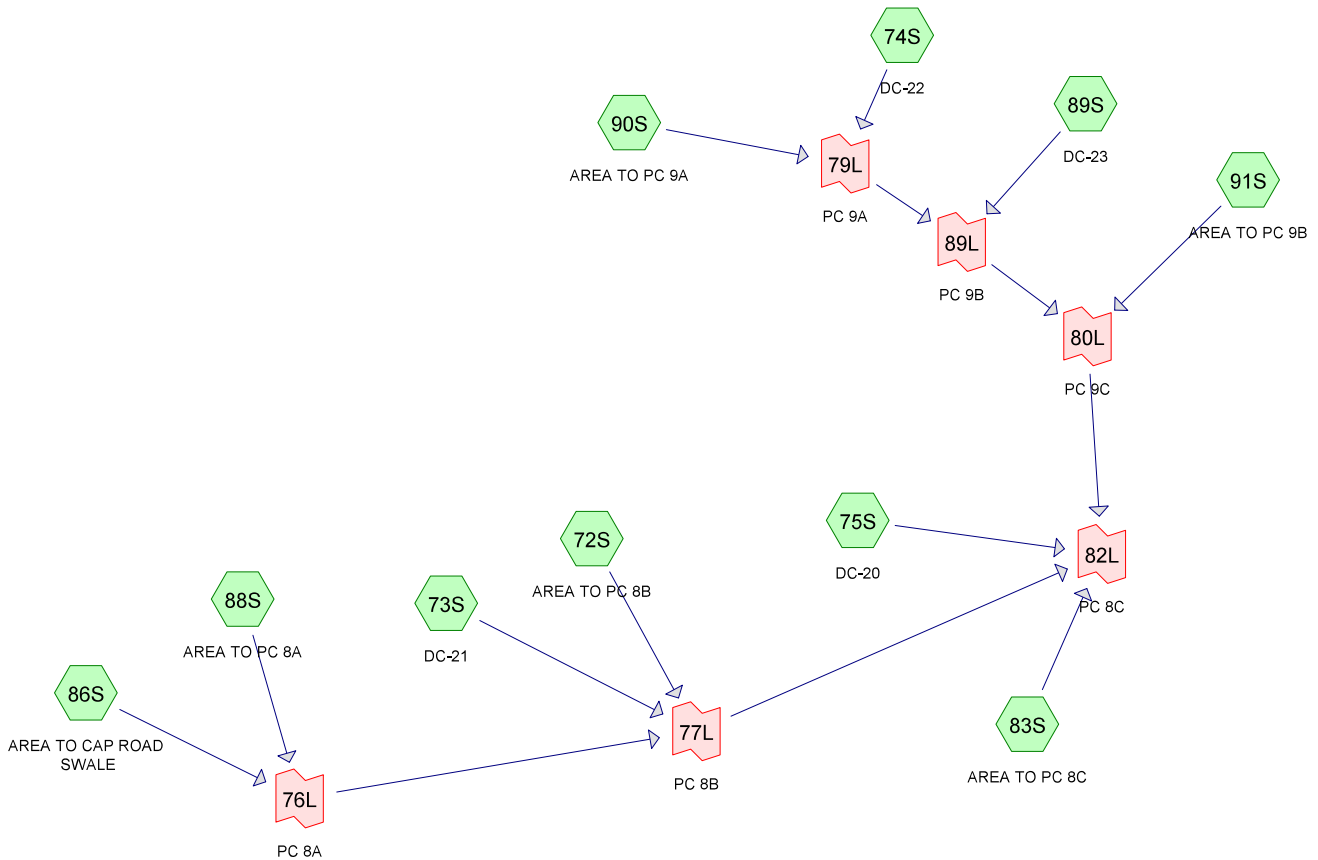 74S
DC-22
90S
AREA TO PC 9A
89S
DC-23
79L
PC 9A
91S
AREA TO PC 9B
89L
PC 9B
80L
PC 9C
75S
DC-20
72S
AREA TO PC 8B
82L
PC 8C
88S
AREA TO PC 8A
73S
DC-21
86S
AREA TO CAP ROAD
SWALE
77L
PC 8B
83S
AREA TO PC 8C
76L
PC 8A